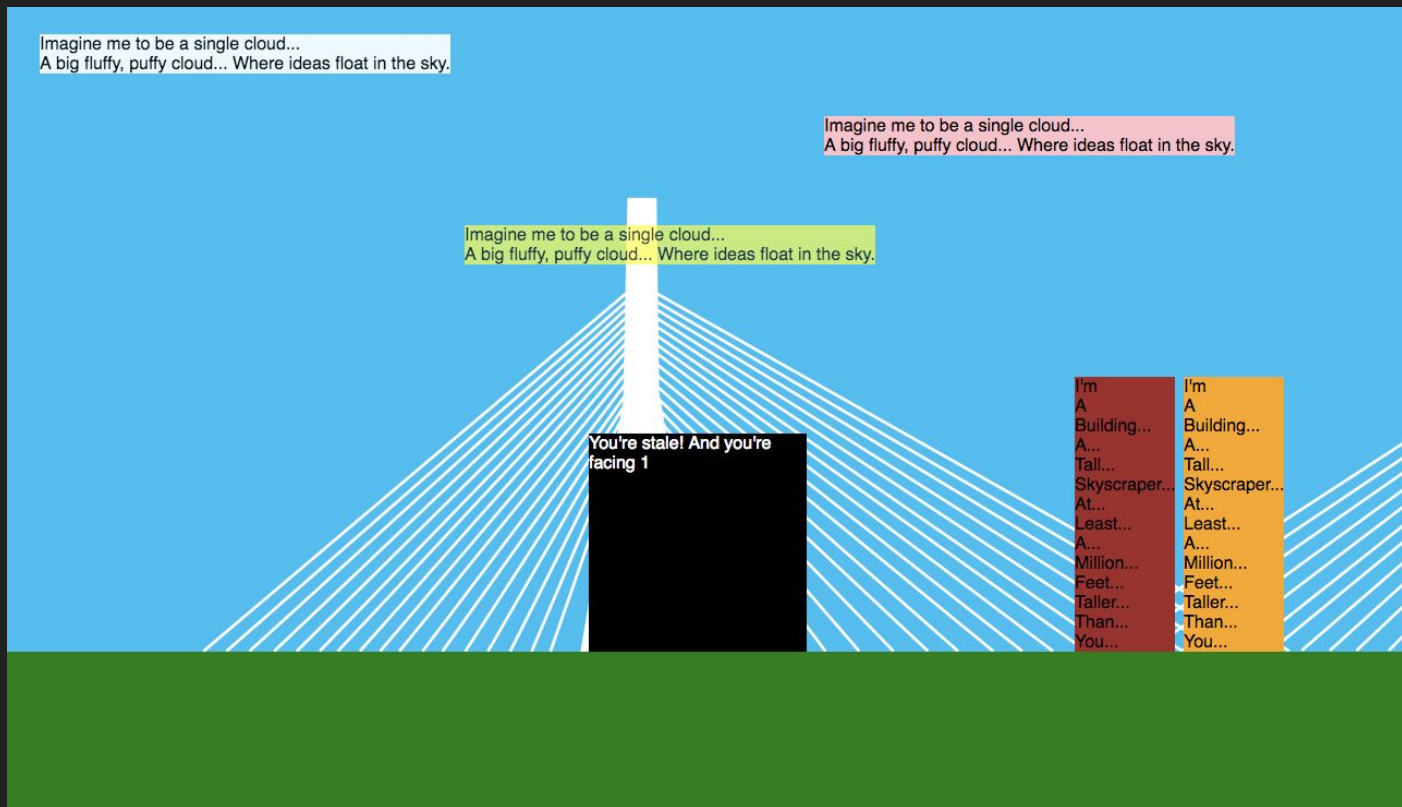 Imagine me to be a single cloud...
A big fluffy, puffy cloud... Where ideas float in the sky.
Imagine me to be a single cloud...
A big fluffy, puffy cloud... Where ideas float in the sky.
Imagine me to be a single cloud...
A big fluffy, puffy cloud... Where ideas float in the sky.
You're stale! And you're
facing 1
I'm
A
Building...
A...
Tall...
Skyscraper...
At...
Least...
A...
Million...
Feet...
Taller...
Than...
You...
I'm
A
Building...
A...
Tall...
Skyscraper...
At...
Least...
A...
Million...
Feet...
Taller...
Than...
You...